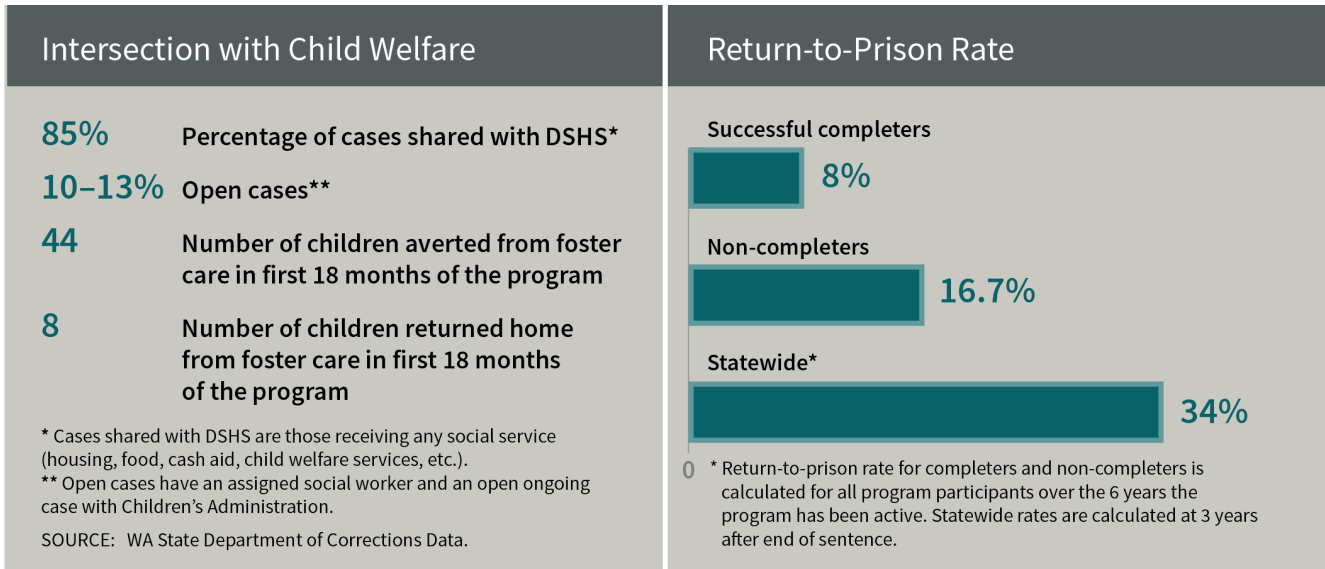 Intersection with Child Welfare
85% Percentage of cases shared with DSHS*
10–13% Open cases**
44 Number of children averted from foster
care in first 18 months of the program
8 Number of children returned home
from foster care in first 18 months
of the program
* Cases shared with DSHS are those receiving any social service
(housing, food, cash aid, child welfare services, etc.).
** Open cases have an assigned social worker and an open ongoing
case with Children's Administration.
SOURCE: WA State Department of Corrections Data.
Return-to-Prison Rate
Successful completers
8%
Non-completers
16.7%
Statewide*
34%
0
* Return-to-prison rate for completers and non-completers is
calculated for all program participants over the 6 years the
program has been active. Statewide rates are calculated at 3 years
after end of sentence.